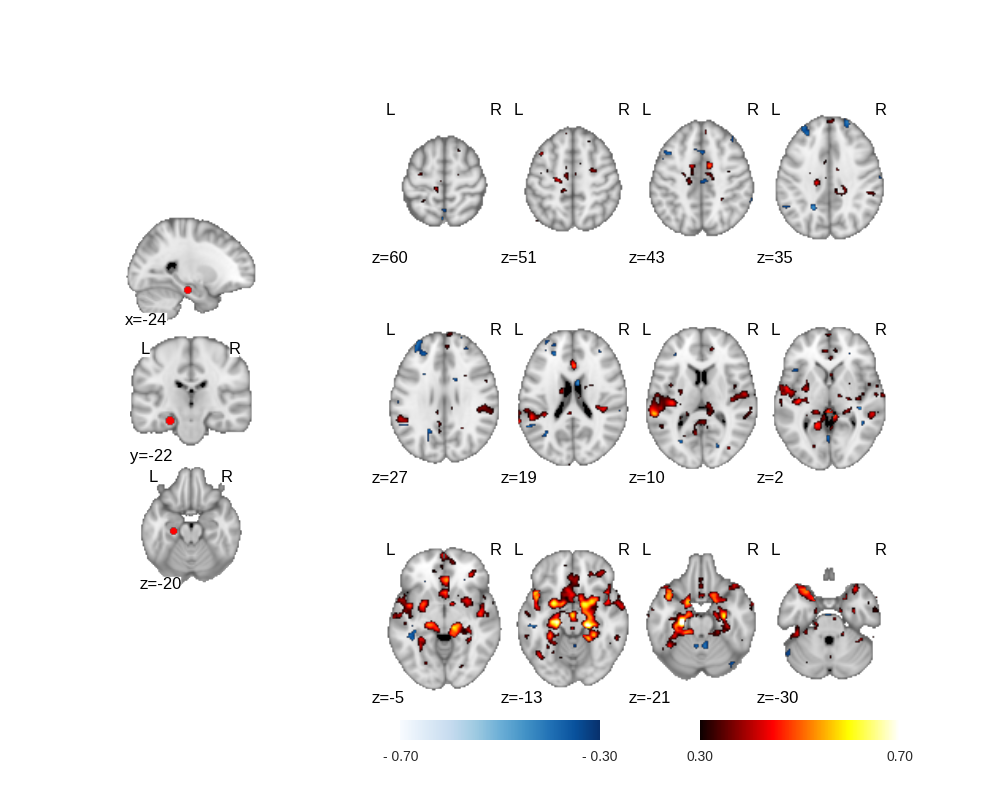 L R L R L R L R
z=60 z=51 z=43 z=35
x=-24
L R
y=-22
L R
z=-20
L R L R L R L R
z=27 z=19 z=10 z=2
L R L R L R L R
z=-5 z=-13 z=-21 z=-30
- 0.70 - 0.30 0.30 0.70